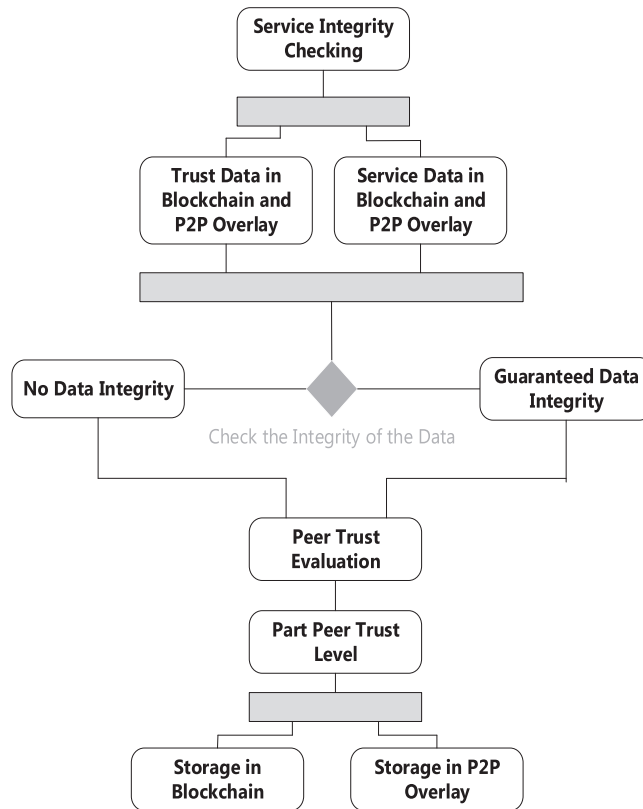 Service Integrity
Checking
Trust Data in
Blockchain and
P2P Overlay
Service Data in
Blockchain and
P2P Overlay
No Data Integrity
Guaranteed Data
Integrity
Check the Integrity of the Data
Peer Trust
Evaluation
Part Peer Trust
Level
Storage in
Blockchain
Storage in P2P
Overlay